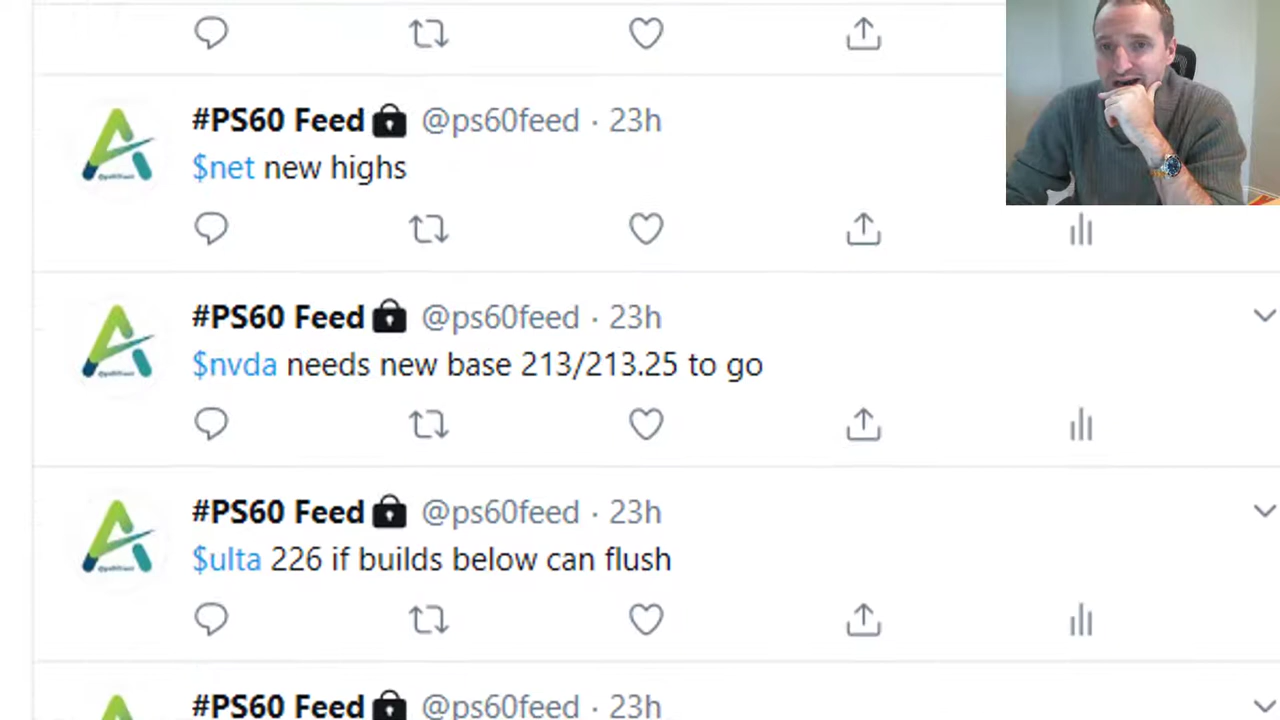 #PS60 Feed @ps60feed · 23h
$net new highs
#PS60 Feed @ps60feed · 23h
$nvda needs new base 213/213.25 to go
#PS60 Feed @ps60feed · 23h
$ulta 226 if builds below can flush
#PS60 Feed @ps60feed · 23h